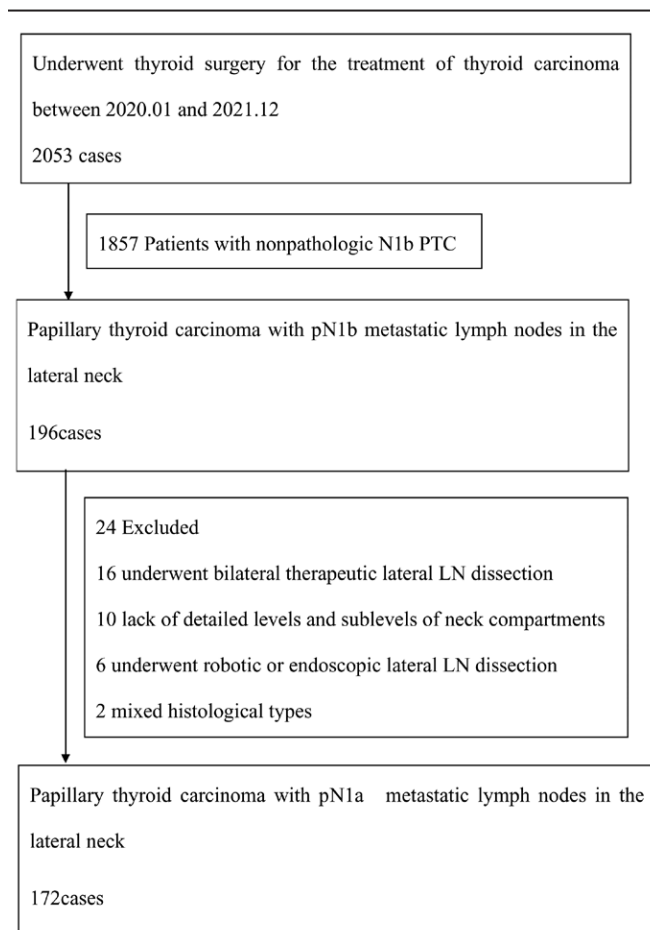 Underwent thyroid surgery for the treatment of thyroid carcinoma
between 2020.01 and 2021.12
2053 cases
1857 Patients with nonpathologic N1b PTC
Papillary thyroid carcinoma with pN1b metastatic lymph nodes in the
lateral neck
196cases
24 Excluded
16 underwent bilateral therapeutic lateral LN dissection
10 lack of detailed levels and sublevels of neck compartments
6 underwent robotic or endoscopic lateral LN dissection
2 mixed histological types
Papillary thyroid carcinoma with pN1a metastatic lymph nodes in the
lateral neck
172cases